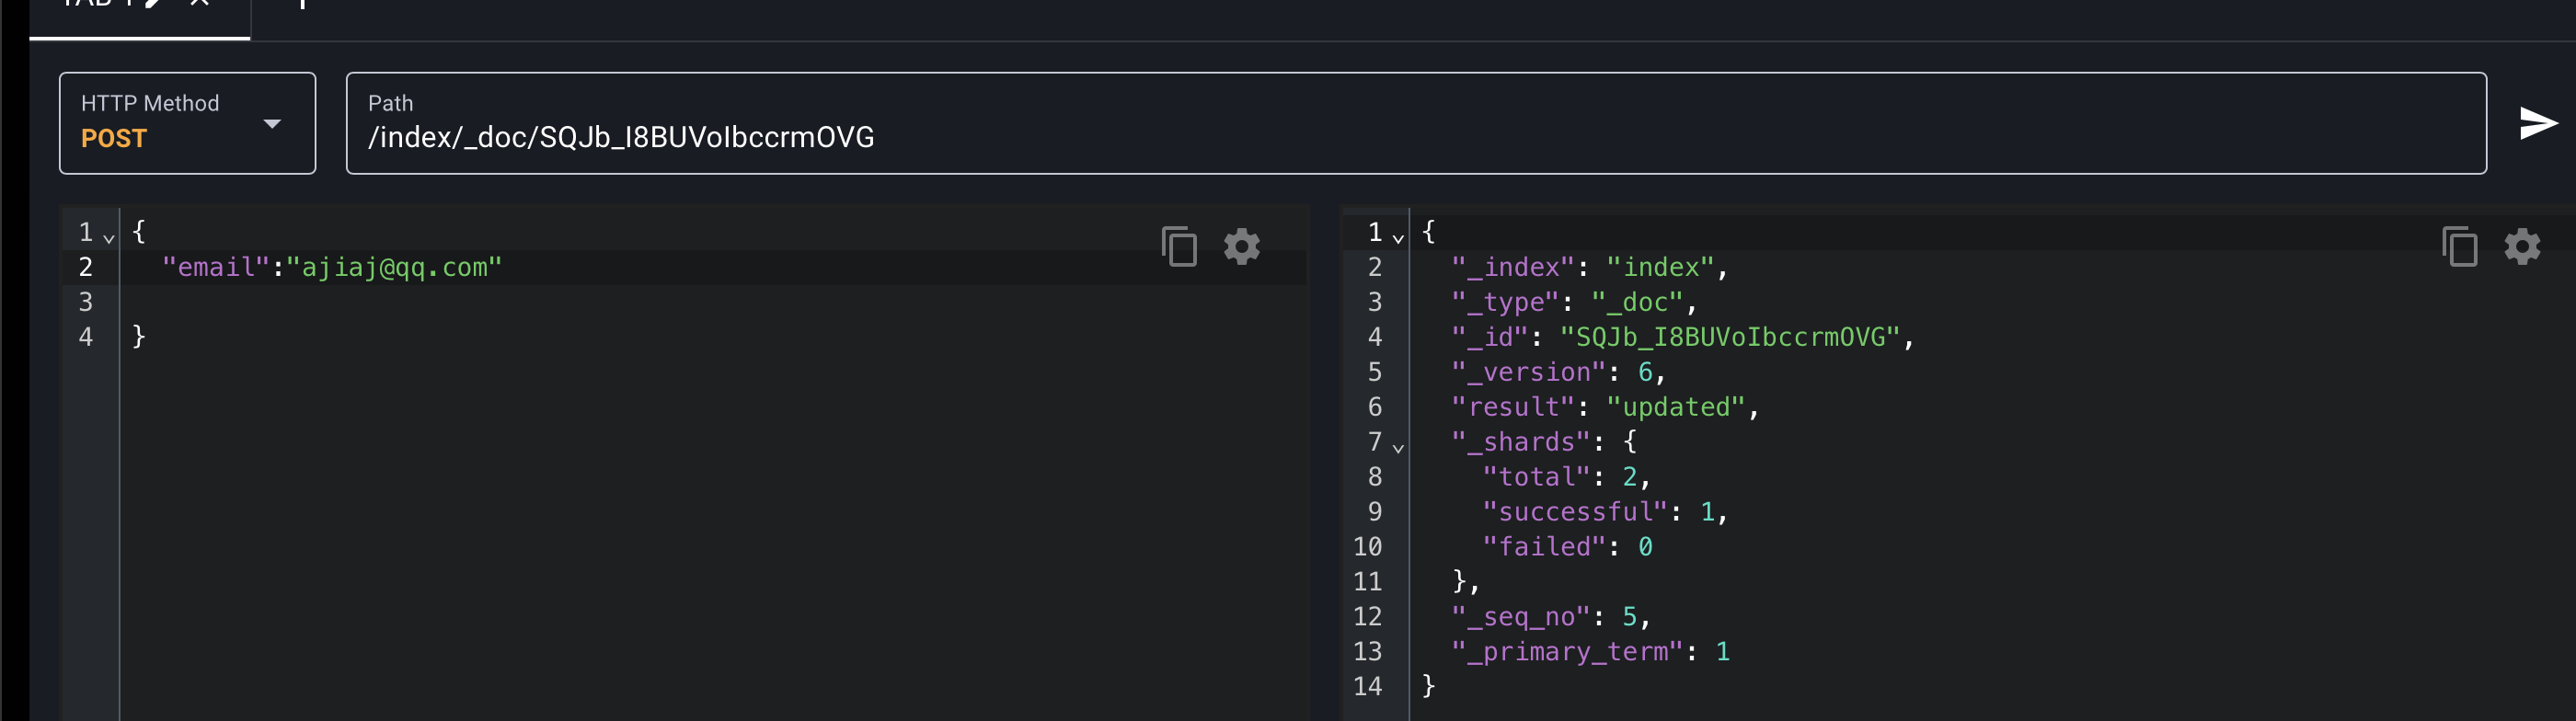 TAB 1
HTTP Method
POST
Path
/index/_doc/SQJb_I8BUVoIbccrmOVG
1 {
2 "email":"ajiaj@qq.com"
3
4 }
1 {
2 "_index": "index",
3 "_type": "_doc",
4 "_id": "SQJb_I8BUVoIbccrmOVG",
5 "_version": 6,
6 "result": "updated",
7 "_shards": {
8 "total": 2,
9 "successful": 1,
10 "failed": 0
11 },
12 "_seq_no": 5,
13 "_primary_term": 1
14 }